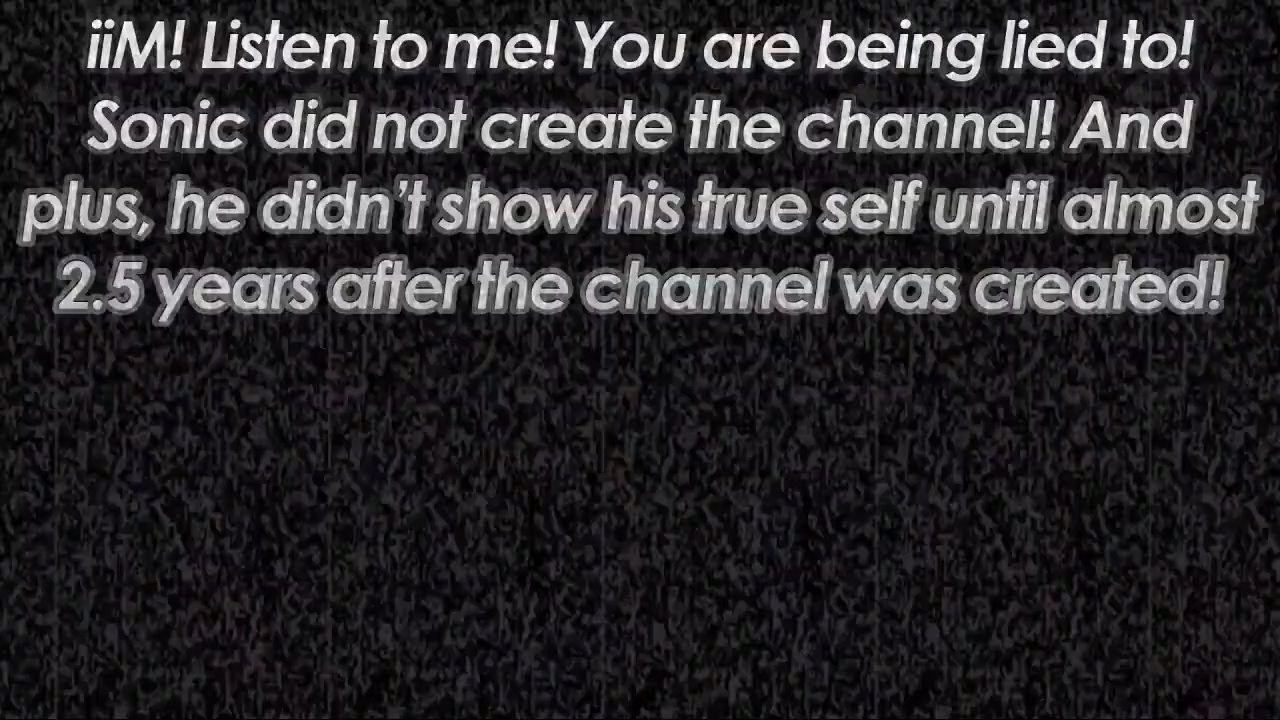 iiM! Listen to me! You are being lied to!
Sonic did not create the channel! And
plus, he didn’t show his true self until almost
2.5 years after the channel was created!